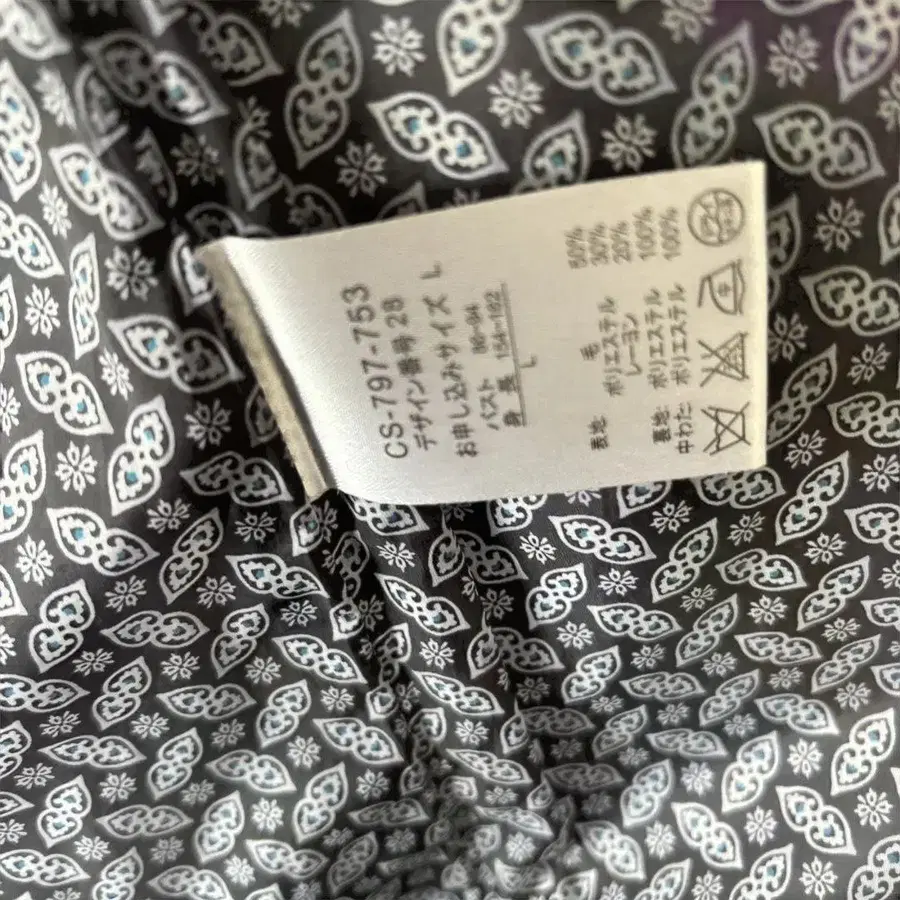 CS-797-753
デザイン番号 28
お申し込みサイズ L
バスト 86-94
身 長 154-162
L
表地: 毛 50%
ポリエステル 30%
レーヨン 20%
裏地: ポリエステル 100%
中わた: ポリエステル 100%